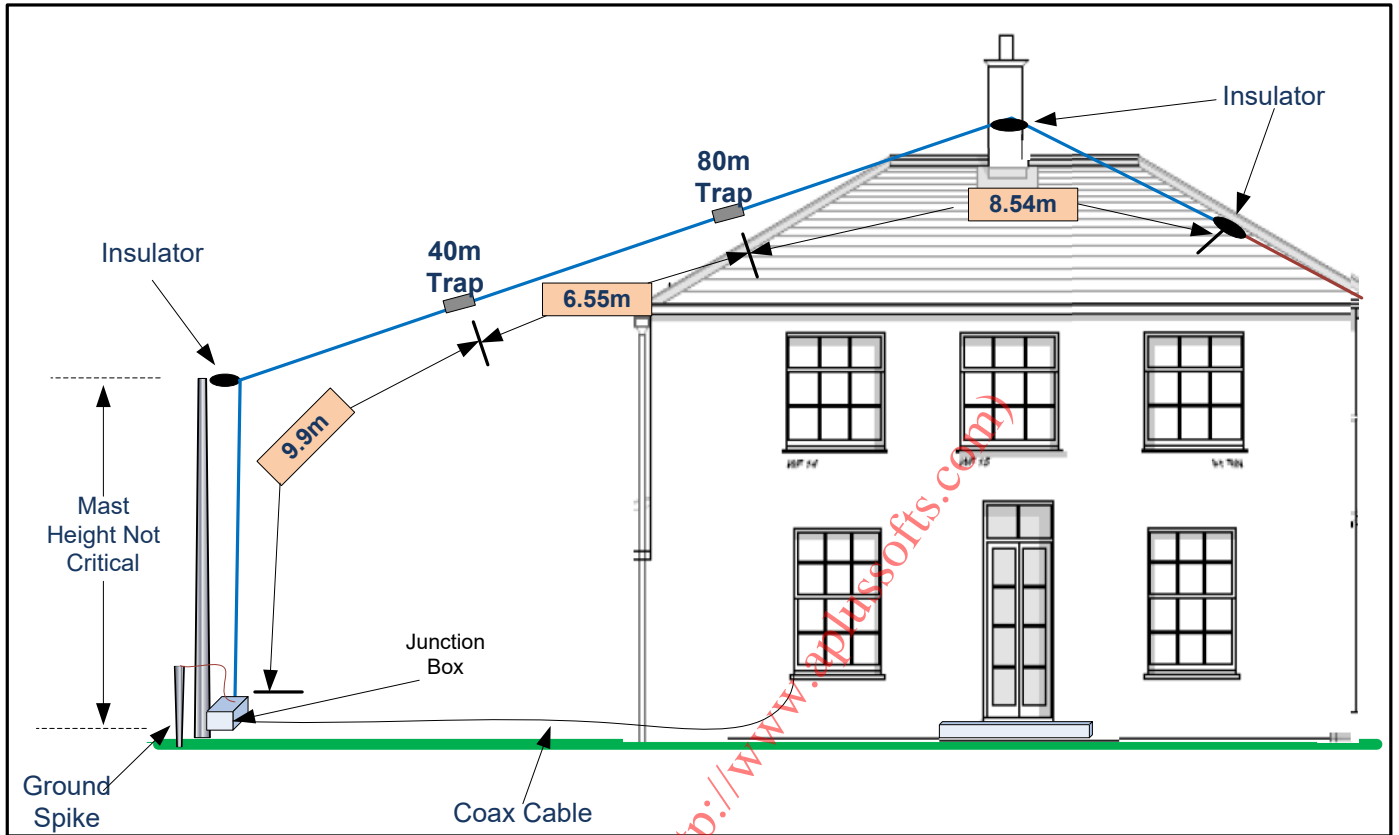 Insulator
80m
Trap
8.54m
Insulator
40m
Trap
6.55m
9.9m
Mast
Height Not
Critical
Junction
Box
Ground
Spike
Coax Cable
tp://www.aplussofts.com)